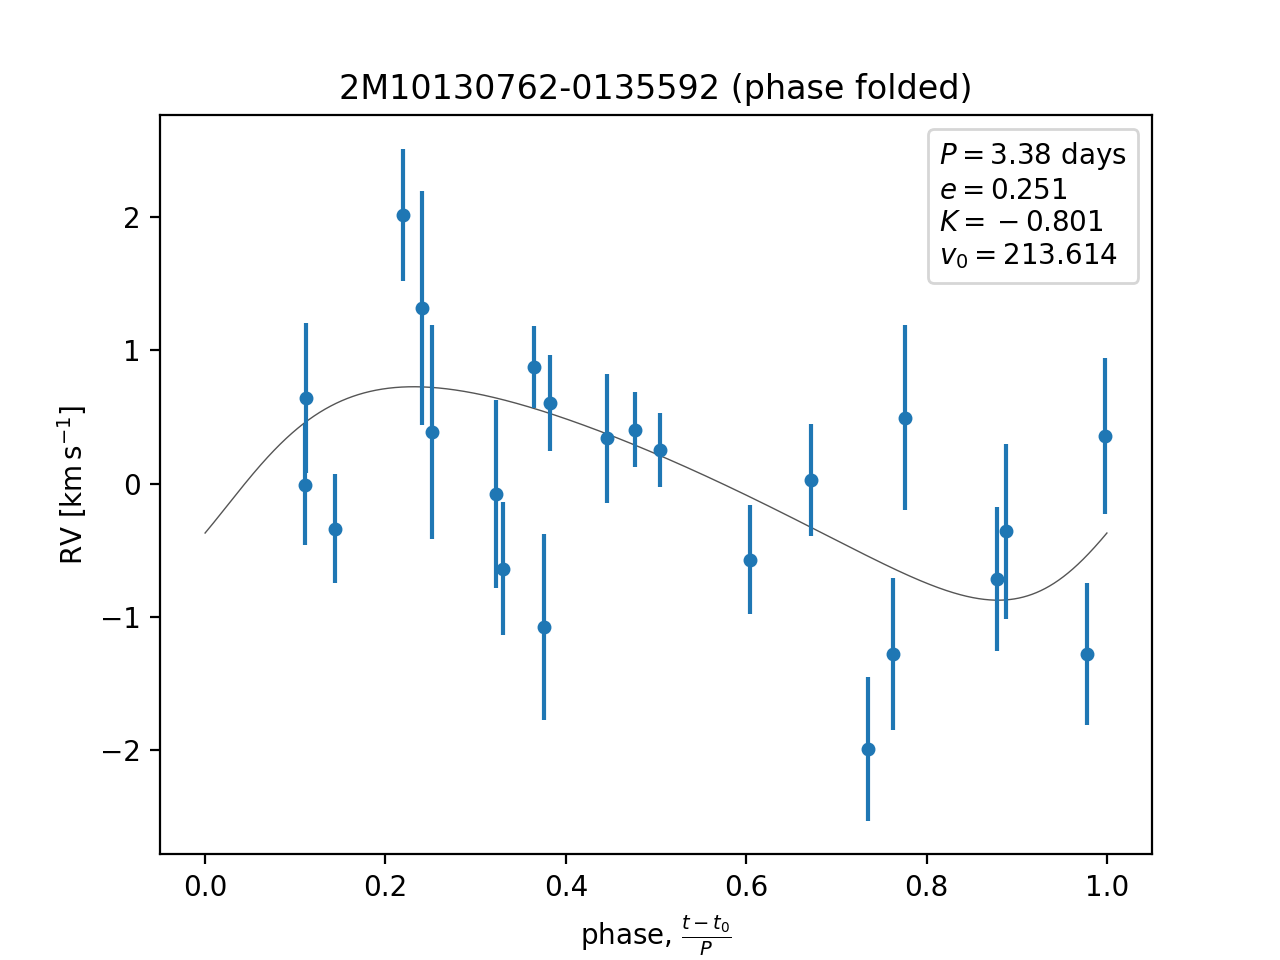 2M10130762-0135592 (phase folded)
P = 3.38 days
e = 0.251
K = −0.801
v₀ = 213.614
RV [km s⁻¹]
2
1
0
−1
−2
0.0 0.2 0.4 0.6 0.8 1.0
phase, (t − t₀)/P